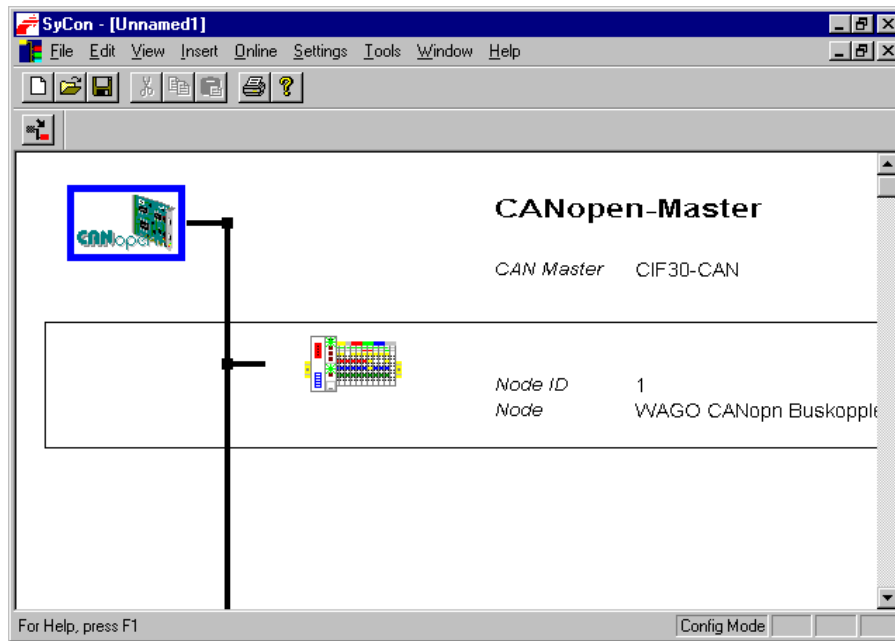 SyCon - [Unnamed1]
File Edit View Insert Online Settings Tools Window Help
CANopen
CANopen-Master
CAN Master CIF30-CAN
Node ID 1
Node WAGO CANopn Buskopple
For Help, press F1 Config Mode